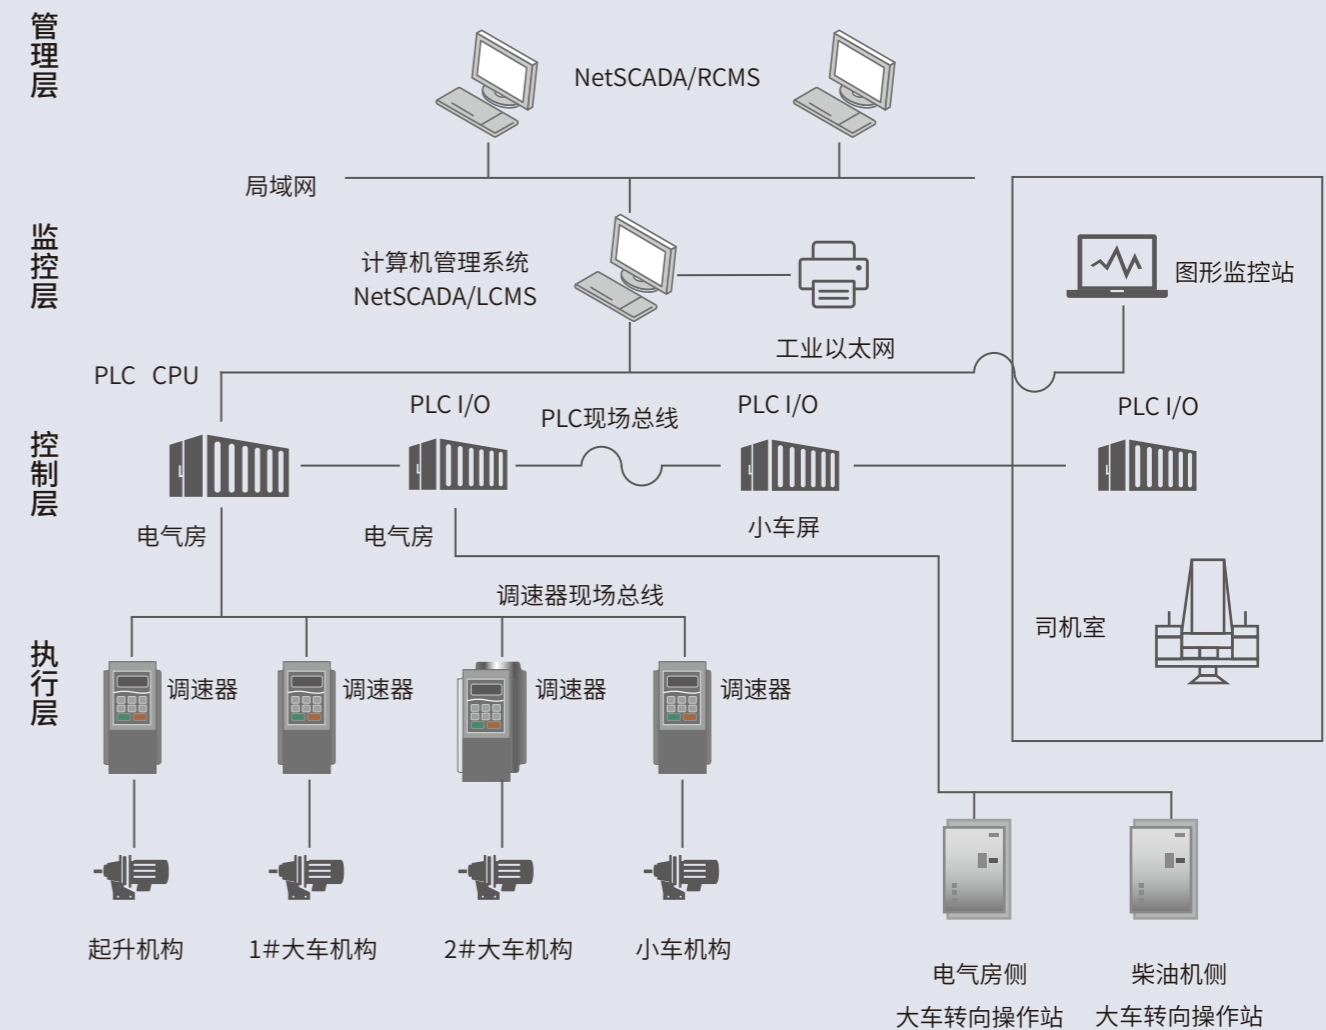 管理层
NetSCADA/RCMS
局域网
监控层
计算机管理系统
NetSCADA/LCMS
图形监控站
工业以太网
PLC CPU
PLC I/O
PLC现场总线
PLC I/O
PLC I/O
控制层
电气房
电气房
小车屏
调速器现场总线
司机室
执行层
调速器
调速器
调速器
调速器
起升机构
1#大车机构
2#大车机构
小车机构
电气房侧
大车转向操作站
柴油机侧
大车转向操作站